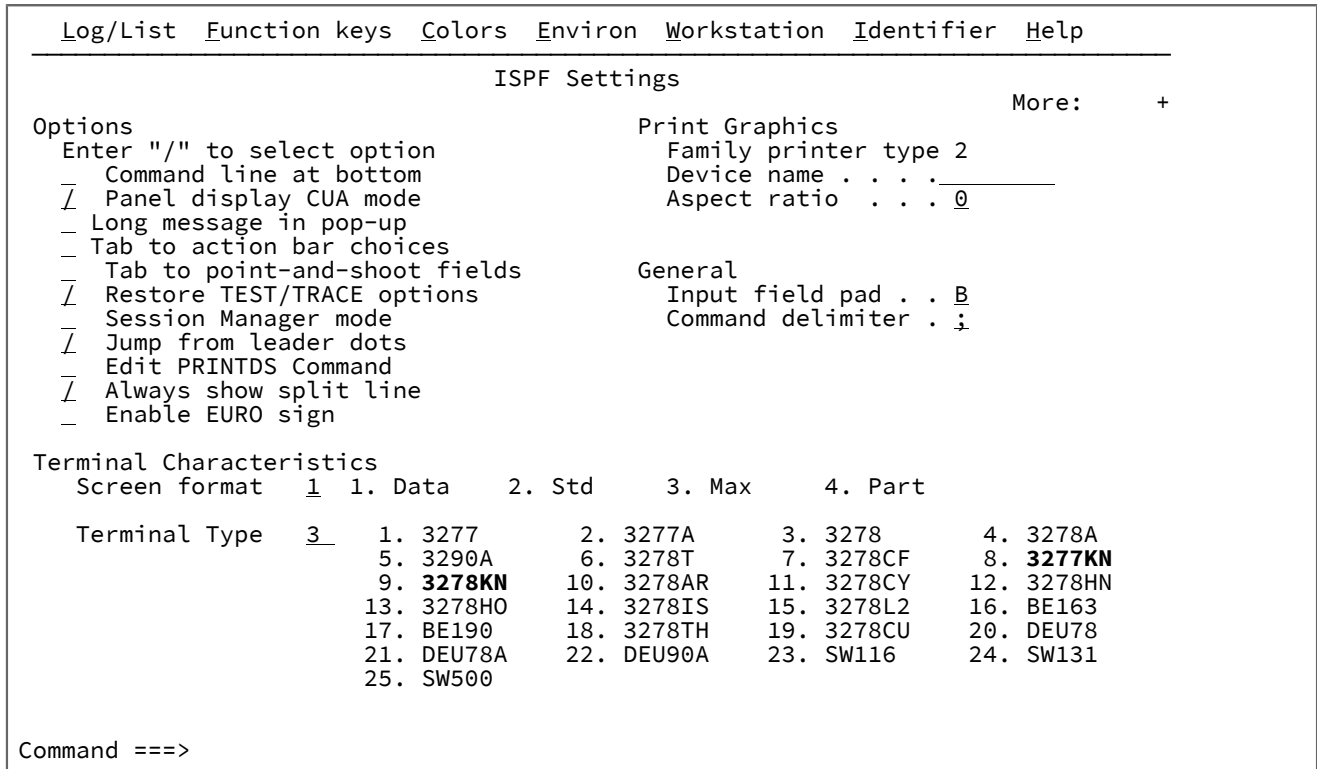 Log/List  Function keys  Colors  Environ  Workstation  Identifier  Help
ISPF Settings
More:     +
Options                                   Print Graphics
Enter "/" to select option                Family printer type 2
_  Command line at bottom                 Device name . . . .________
/  Panel display CUA mode                 Aspect ratio  . . . 0
_ Long message in pop-up
_ Tab to action bar choices
_  Tab to point-and-shoot fields        General
/  Restore TEST/TRACE options             Input field pad . . B
_  Session Manager mode                   Command delimiter . ;
/  Jump from leader dots
_  Edit PRINTDS Command
/  Always show split line
_  Enable EURO sign
Terminal Characteristics
Screen format   1  1. Data    2. Std     3. Max     4. Part
Terminal Type   3    1. 3277       2. 3277A     3. 3278      4. 3278A
5. 3290A      6. 3278T     7. 3278CF    8. 3277KN
9. 3278KN    10. 3278AR   11. 3278CY   12. 3278HN
13. 3278HO   14. 3278IS   15. 3278L2   16. BE163
17. BE190    18. 3278TH   19. 3278CU   20. DEU78
21. DEU78A   22. DEU90A   23. SW116    24. SW131
25. SW500
Command ===>